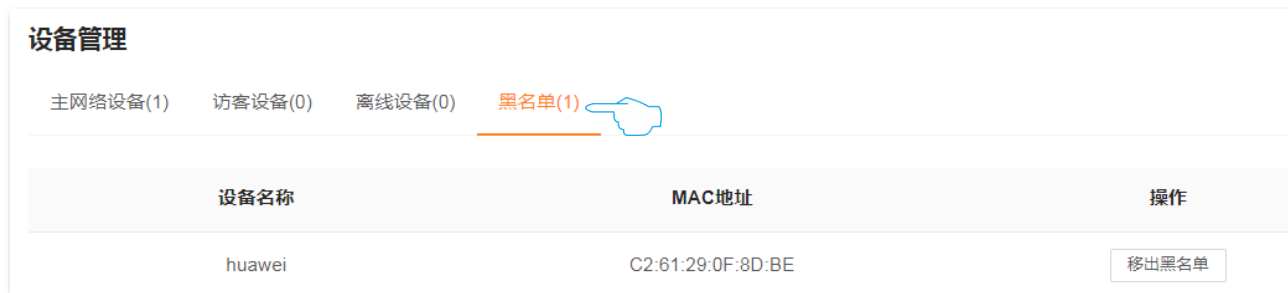 设备管理
主网络设备(1) 访客设备(0) 离线设备(0) 黑名单(1)
设备名称 MAC地址 操作
huawei C2:61:29:0F:8D:BE 移出黑名单